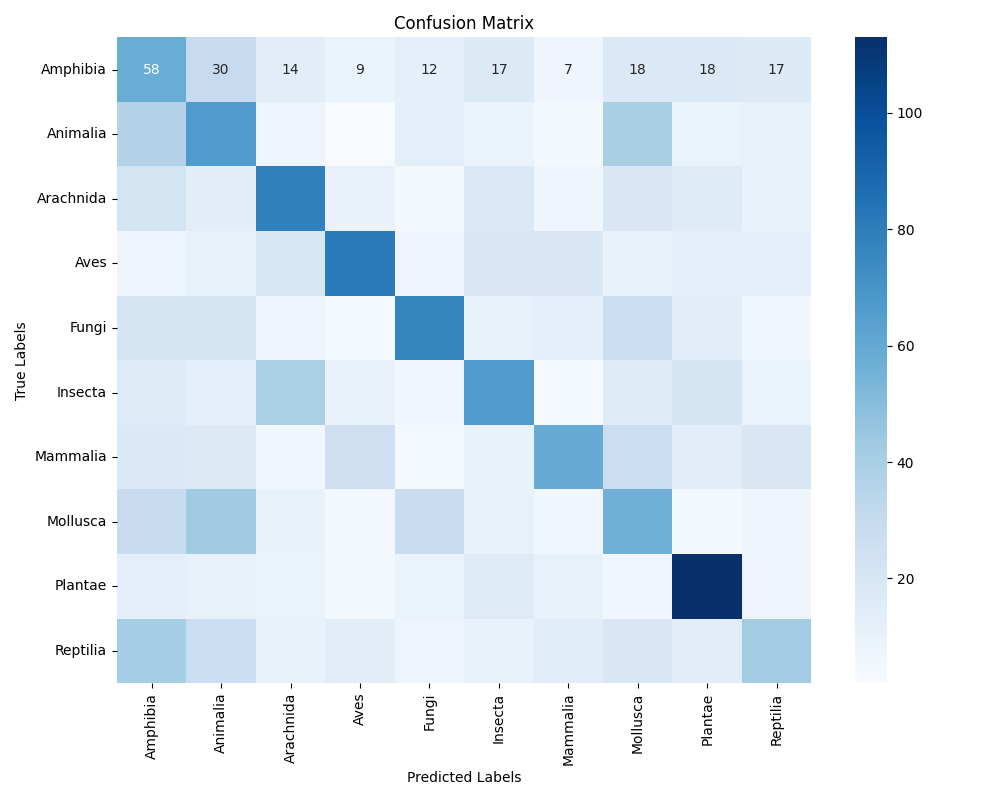 Confusion Matrix
Amphibia 58 30 14 9 12 17 7 18 18 17
Animalia
Arachnida
Aves
Fungi
Insecta
Mammalia
Mollusca
Plantae
Reptilia
True Labels
Amphibia Animalia Arachnida Aves Fungi Insecta Mammalia Mollusca Plantae Reptilia
Predicted Labels
100
80
60
40
20